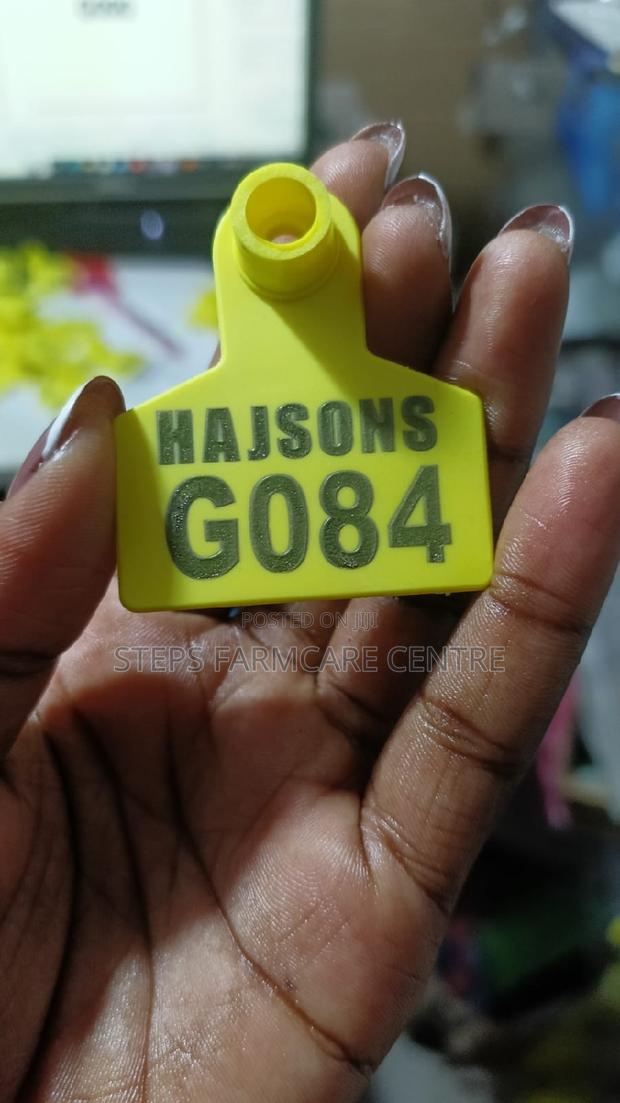 HAJSONS
G084
POSTED ON JIJI
STEPS FARMCARE CENTRE